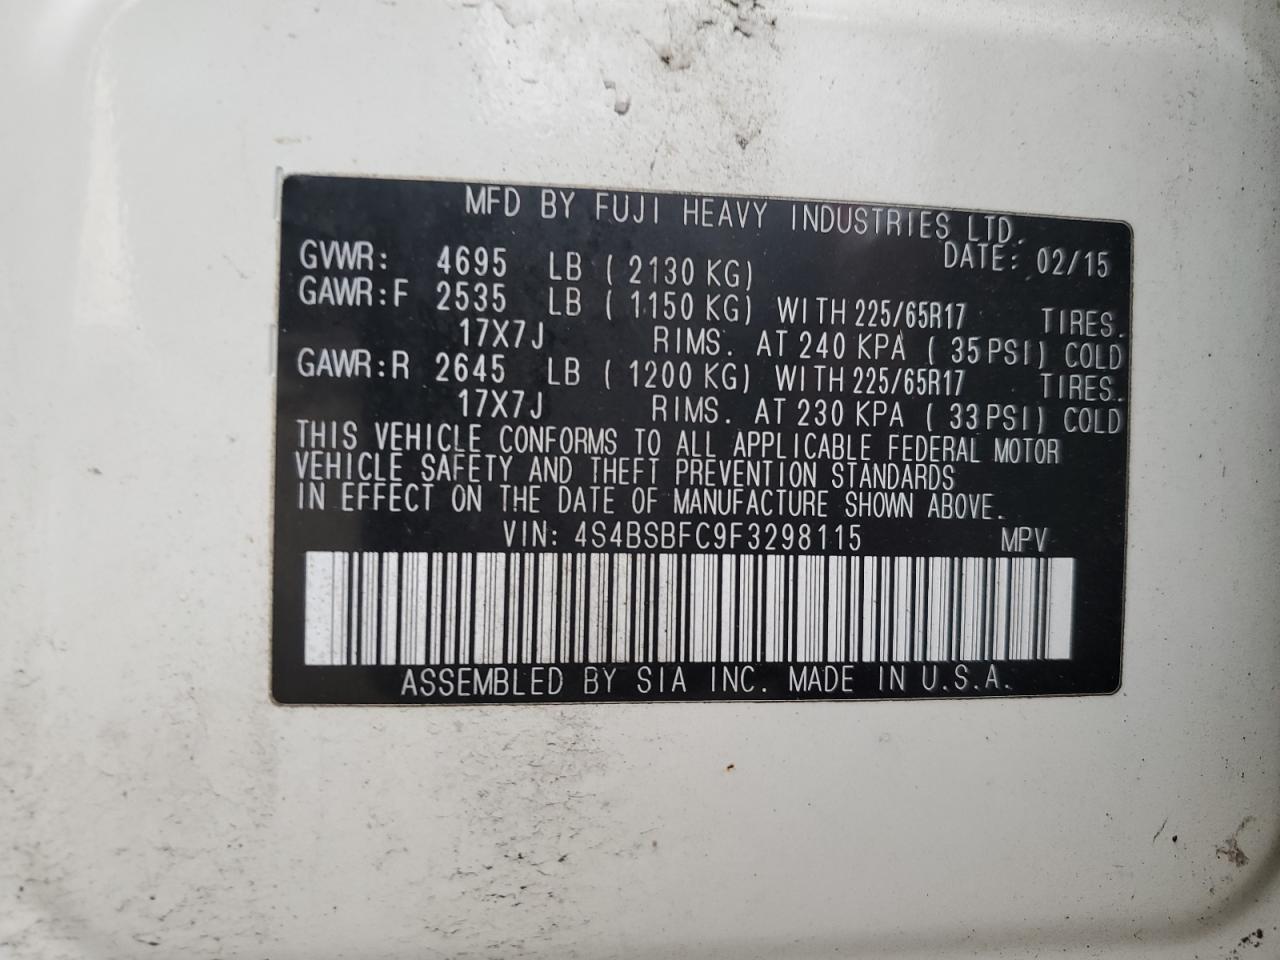 MFD BY FUJI HEAVY INDUSTRIES LTD.
DATE: 02/15
GVWR: 4695 LB ( 2130 KG)
GAWR:F 2535 LB ( 1150 KG) WITH 225/65R17 TIRES.
17X7J RIMS. AT 240 KPA ( 35 PSI) COLD
GAWR:R 2645 LB ( 1200 KG) WITH 225/65R17 TIRES.
17X7J RIMS. AT 230 KPA ( 33 PSI) COLD
THIS VEHICLE CONFORMS TO ALL APPLICABLE FEDERAL MOTOR
VEHICLE SAFETY AND THEFT PREVENTION STANDARDS
IN EFFECT ON THE DATE OF MANUFACTURE SHOWN ABOVE.
VIN: 4S4BSBFC9F3298115 MPV
ASSEMBLED BY SIA INC. MADE IN U.S.A.